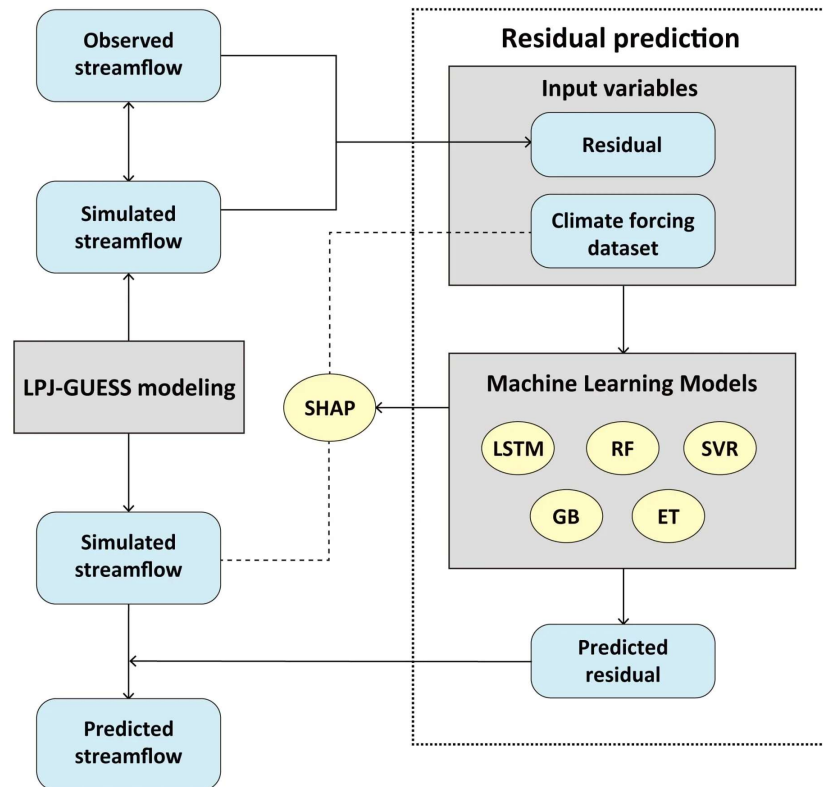 Observed
streamflow
Simulated
streamflow
LPJ-GUESS modeling
Simulated
streamflow
Predicted
streamflow
SHAP
Residual prediction
Input variables
Residual
Climate forcing
dataset
Machine Learning Models
LSTM
RF
SVR
GB
ET
Predicted
residual